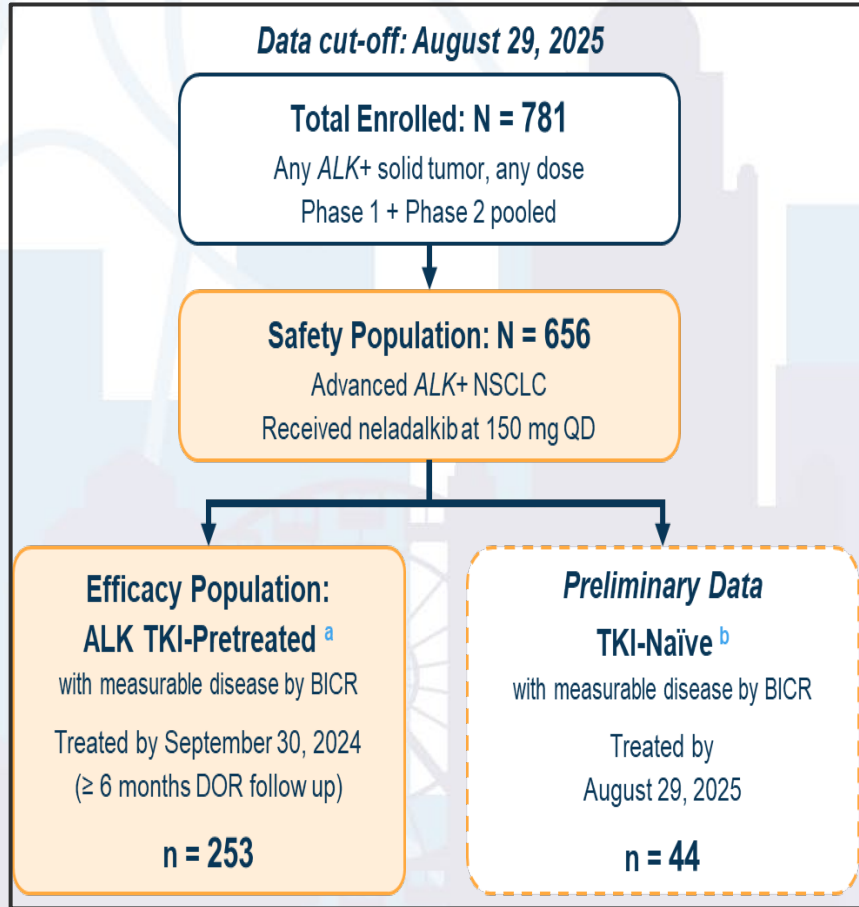 Data cut-off: August 29, 2025
Total Enrolled: N = 781
Any ALK+ solid tumor, any dose
Phase 1 + Phase 2 pooled
Safety Population: N = 656
Advanced ALK+ NSCLC
Received neladalkib at 150 mg QD
Efficacy Population:
ALK TKI-Pretreated a
with measurable disease by BICR
Treated by September 30, 2024
(≥ 6 months DOR follow up)
n = 253
Preliminary Data
TKI-Naïve b
with measurable disease by BICR
Treated by
August 29, 2025
n = 44